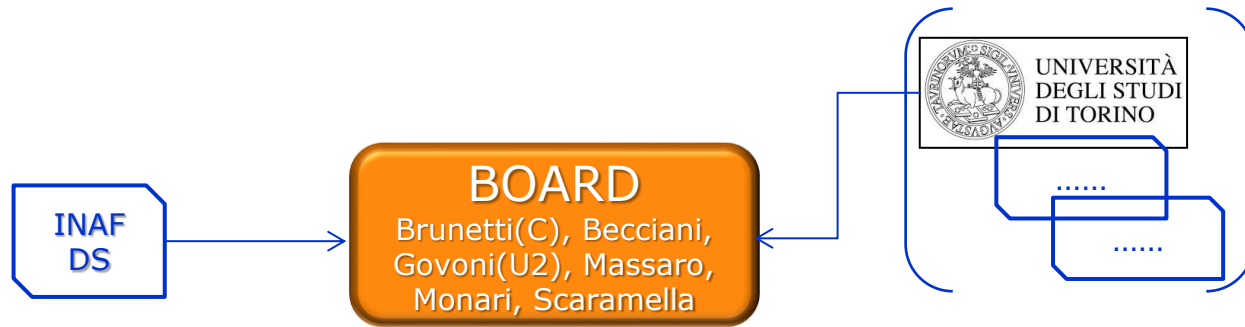 INAF
DS
BOARD
Brunetti(C), Becciani,
Govoni(U2), Massaro,
Monari, Scaramella
UNIVERSITÀ
DEGLI STUDI
DI TORINO
......
......